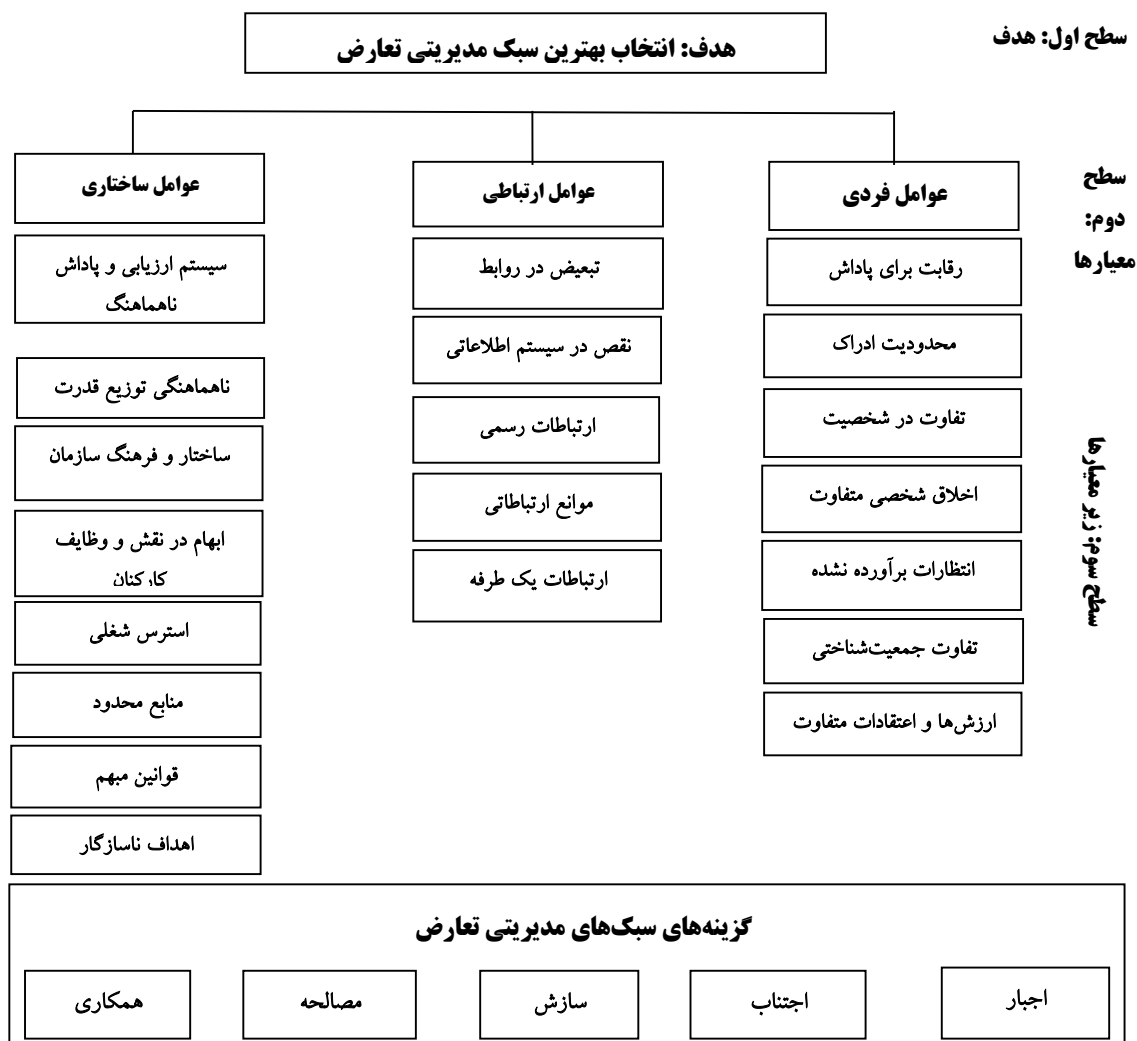 سطح اول: هدف
هدف: انتخاب بهترین سبک مدیریتی تعارض
سطح
دوم:
معیارها
عوامل فردی
عوامل ارتباطی
عوامل ساختاری
سطح سوم: زیر معیارها
رقابت برای پاداش
محدودیت ادراک
تفاوت در شخصیت
اخلاق شخصی متفاوت
انتظارات برآورده نشده
تفاوت جمعیت‌شناختی
ارزش‌ها و اعتقادات متفاوت
تبعیض در روابط
نقص در سیستم اطلاعاتی
ارتباطات رسمی
موانع ارتباطاتی
ارتباطات یک طرفه
سیستم ارزیابی و پاداش
ناهماهنگ
ناهماهنگی توزیع قدرت
ساختار و فرهنگ سازمان
ابهام در نقش و وظایف
کارکنان
استرس شغلی
منابع محدود
قوانین مبهم
اهداف ناسازگار
گزینه‌های سبک‌های مدیریتی تعارض
اجبار
اجتناب
سازش
مصالحه
همکاری